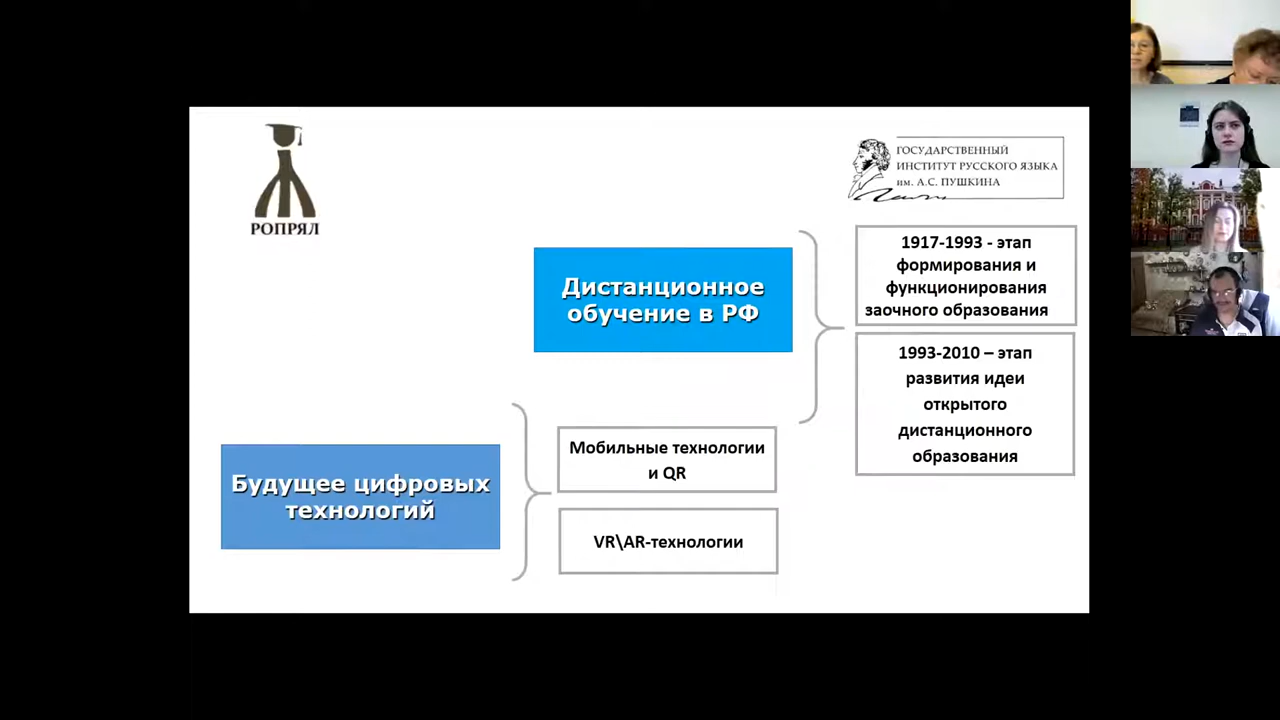 РОПРЯЛ
ГОСУДАРСТВЕННЫЙ
ИНСТИТУТ РУССКОГО ЯЗЫКА
им. А.С. ПУШКИНА
Дистанционное
обучение в РФ
1917-1993 - этап
формирования и
функционирования
заочного образования
1993-2010 – этап
развития идеи
открытого
дистанционного
образования
Будущее цифровых
технологий
Мобильные технологии
и QR
VR\AR-технологии